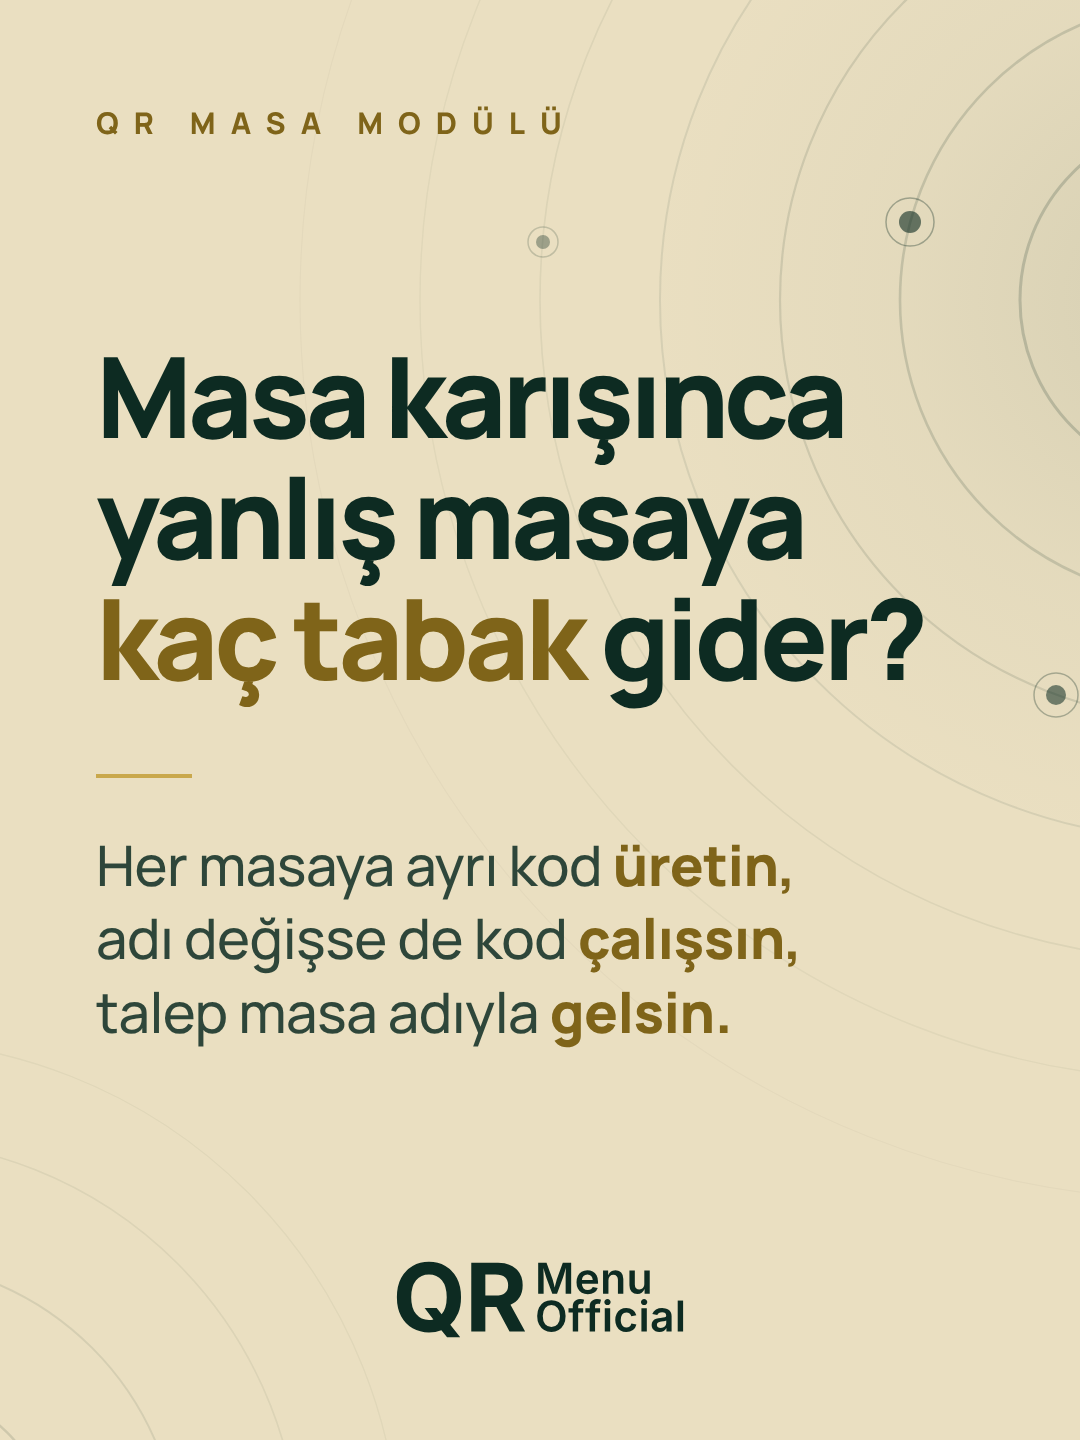 QR MASA MODÜLÜ
Masa karışınca
yanlış masaya
kaç tabak gider?
Her masaya ayrı kod üretin,
adı değişse de kod çalışsın,
talep masa adıyla gelsin.
QR Menu
Official